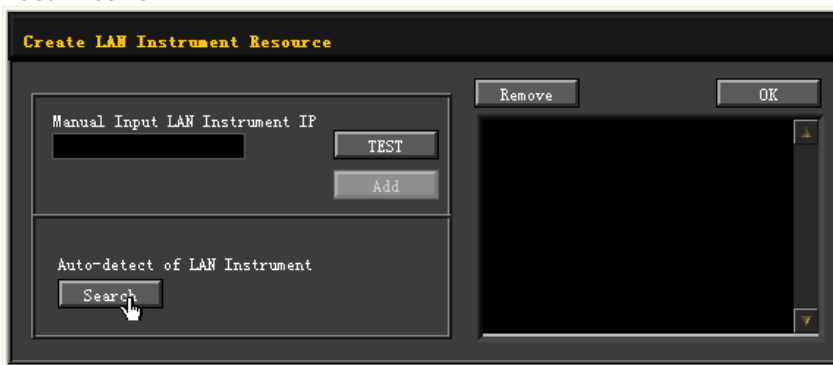 Create LAN Instrument Resource
Remove
OK
Manual Input LAN Instrument IP
TEST
Add
Auto-detect of LAN Instrument
Search